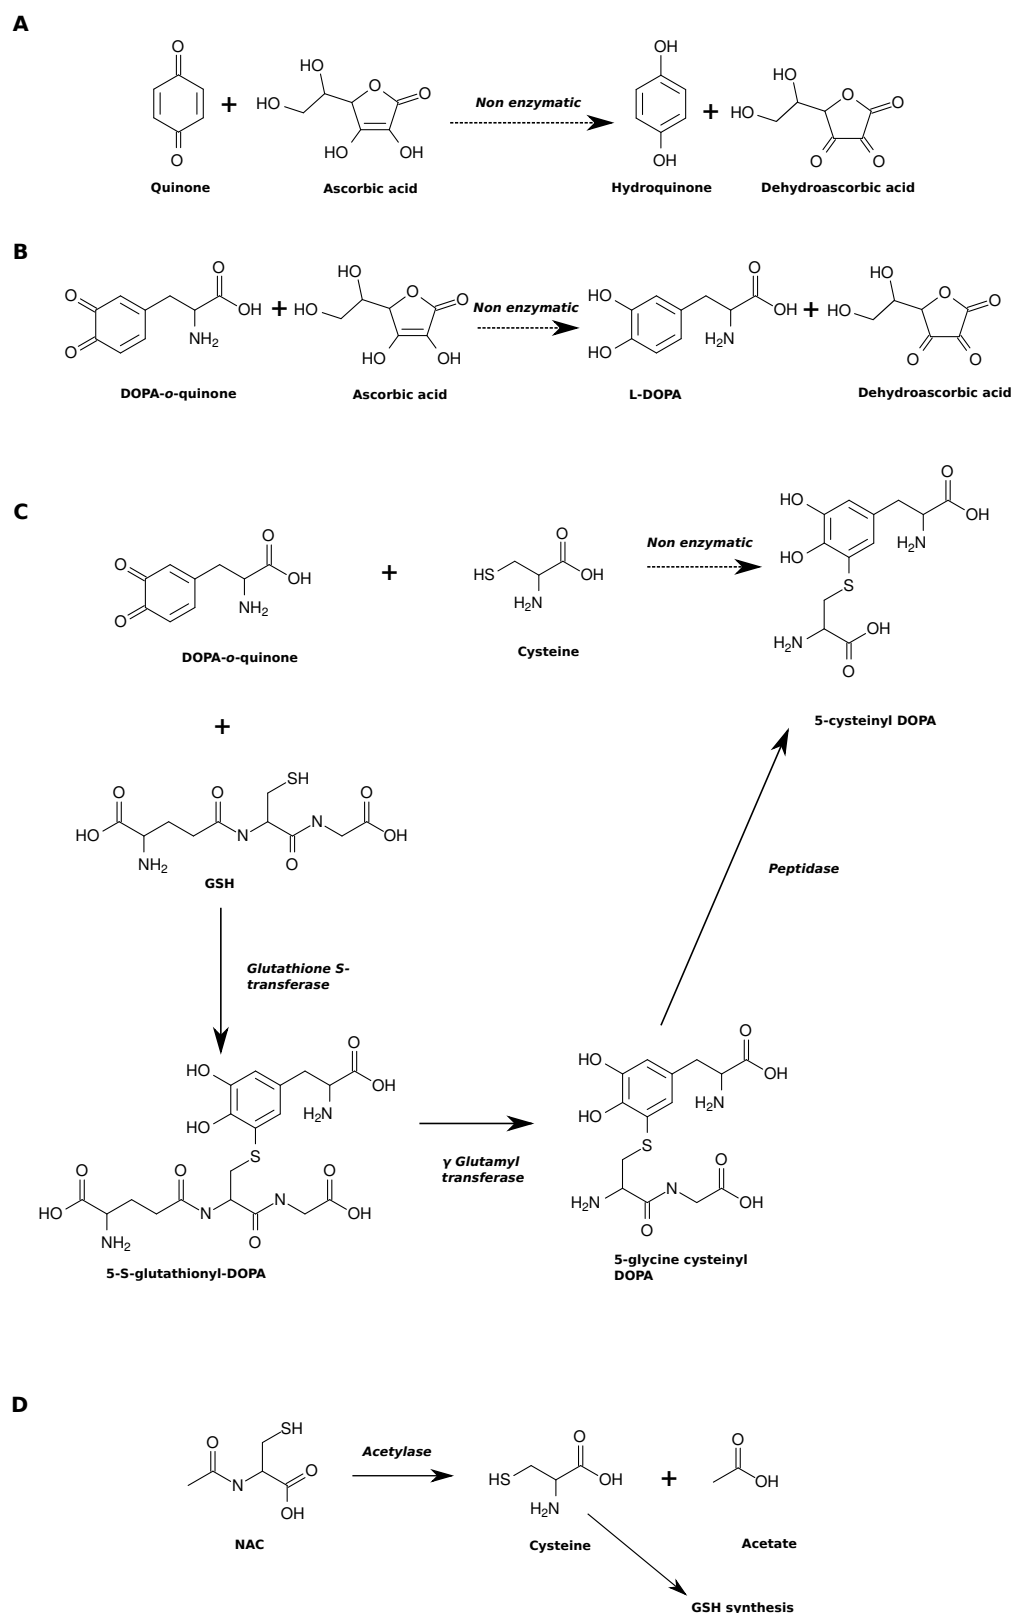 A
O
O
Quinone
+
HO
HO
O
O
HO
OH
Ascorbic acid
Non enzymatic
OH
OH
Hydroquinone
+
HO
HO
O
O
O
O
Dehydroascorbic acid
B
O
O
O
OH
NH2
DOPA-o-quinone
+
HO
HO
O
O
HO
OH
Ascorbic acid
Non enzymatic
HO
HO
O
OH
H2N
L-DOPA
+
HO
HO
O
O
O
O
Dehydroascorbic acid
C
O
O
O
OH
NH2
DOPA-o-quinone
+
HS
O
OH
H2N
Cysteine
Non enzymatic
HO
HO
O
OH
H2N
S
H2N
OH
O
5-cysteinyl DOPA
+
O
HO
NH2
O
N
SH
O
N
O
OH
GSH
Glutathione S-
transferase
Peptidase
HO
HO
O
OH
H2N
S
O
HO
NH2
O
N
O
N
O
OH
5-S-glutathionyl-DOPA
γ Glutamyl
transferase
HO
HO
O
OH
H2N
S
H2N
O
N
O
OH
5-glycine cysteinyl
DOPA
D
O
N
SH
O
OH
NAC
Acetylase
HS
O
OH
H2N
Cysteine
+
O
OH
Acetate
GSH synthesis